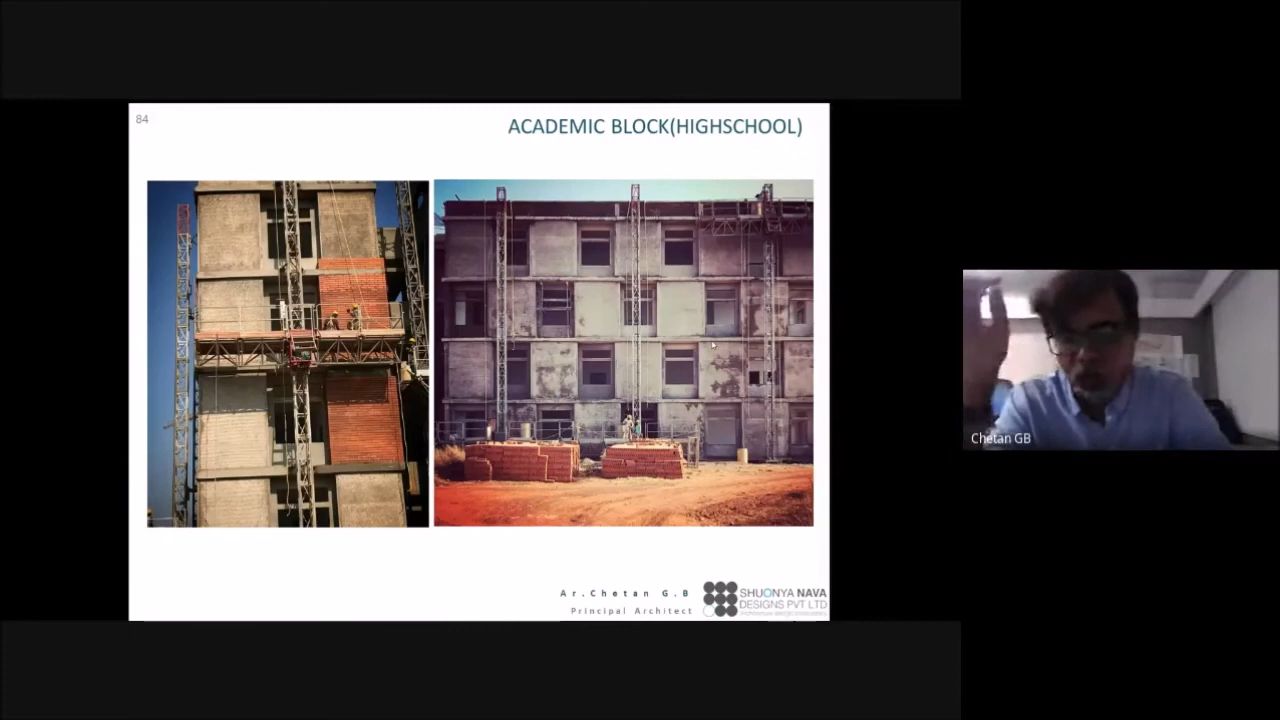 84
ACADEMIC BLOCK(HIGHSCHOOL)
Ar.Chetan G.B
Principal Architect
SHUONYA NAVA
DESIGNS PVT LTD
Chetan GB